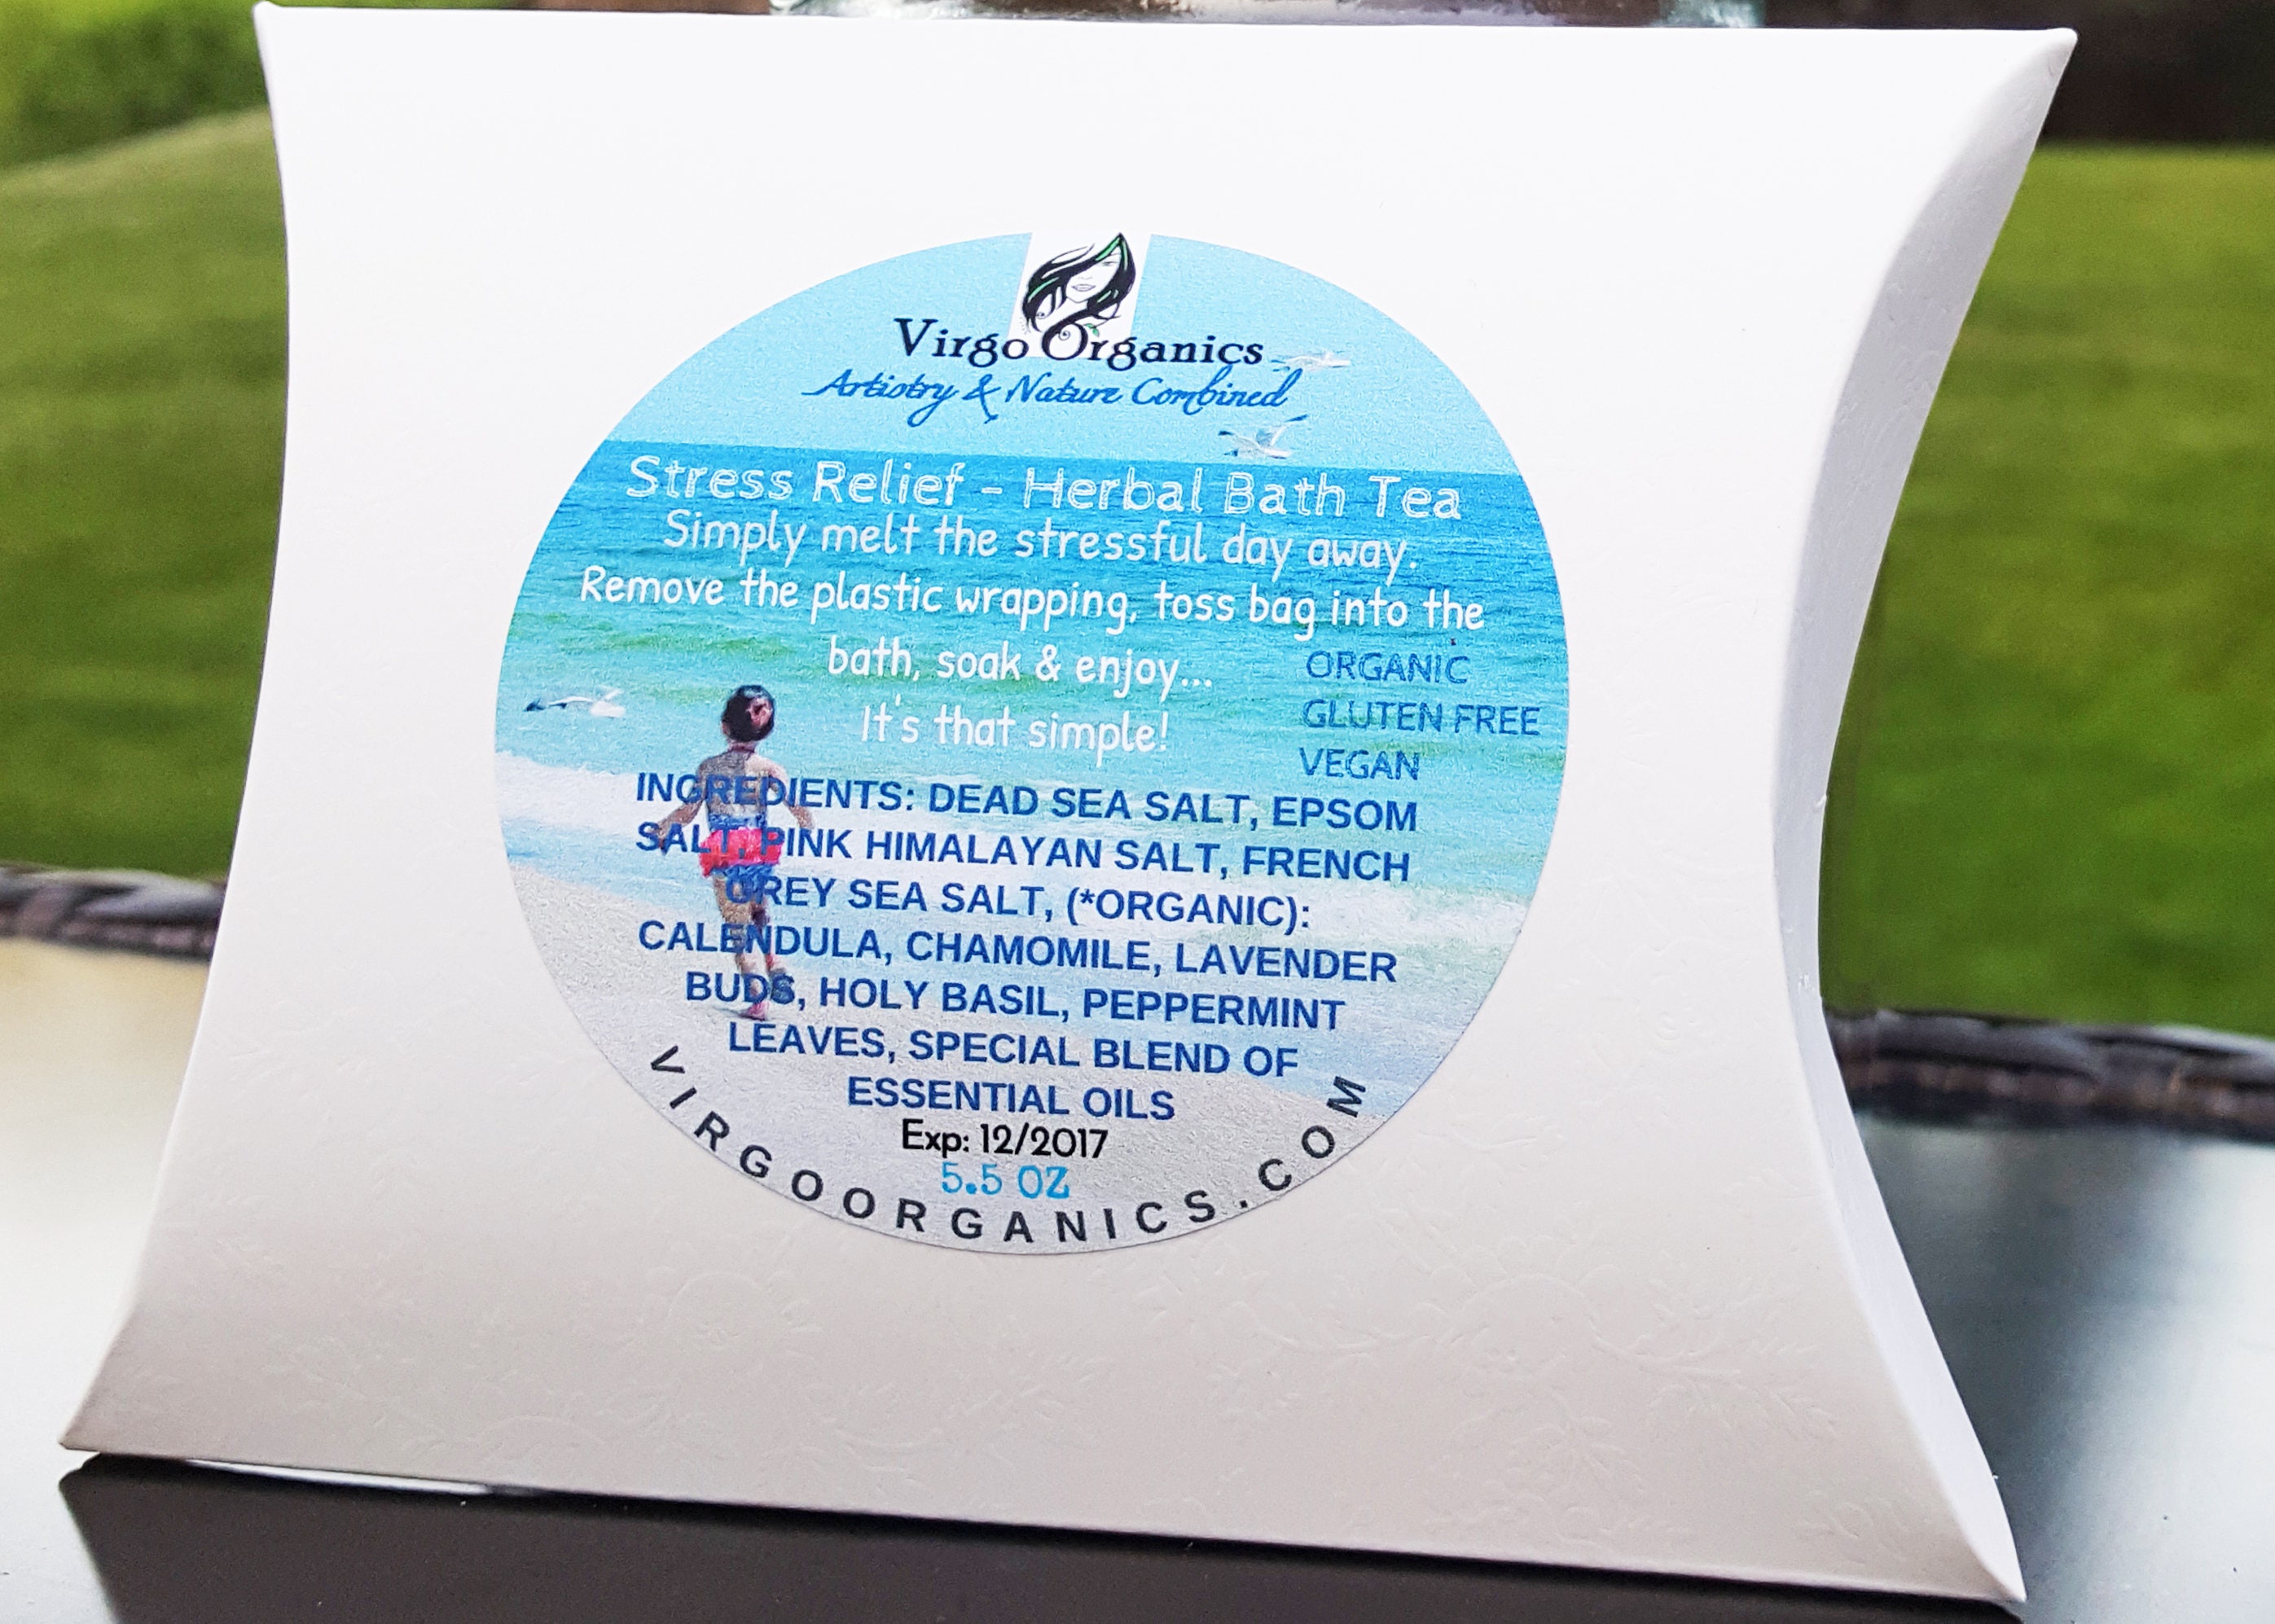 Virgo Organics
Artistry & Nature Combined
Stress Relief - Herbal Bath Tea
Simply melt the stressful day away.
Remove the plastic wrapping, toss bag into the
bath, soak & enjoy...
It's that simple!
ORGANIC
GLUTEN FREE
VEGAN
INGREDIENTS: DEAD SEA SALT, EPSOM
SALT, PINK HIMALAYAN SALT, FRENCH
GREY SEA SALT, (*ORGANIC):
CALENDULA, CHAMOMILE, LAVENDER
BUDS, HOLY BASIL, PEPPERMINT
LEAVES, SPECIAL BLEND OF
ESSENTIAL OILS
Exp: 12/2017
5.5 OZ
VIRGOORGANICS.COM